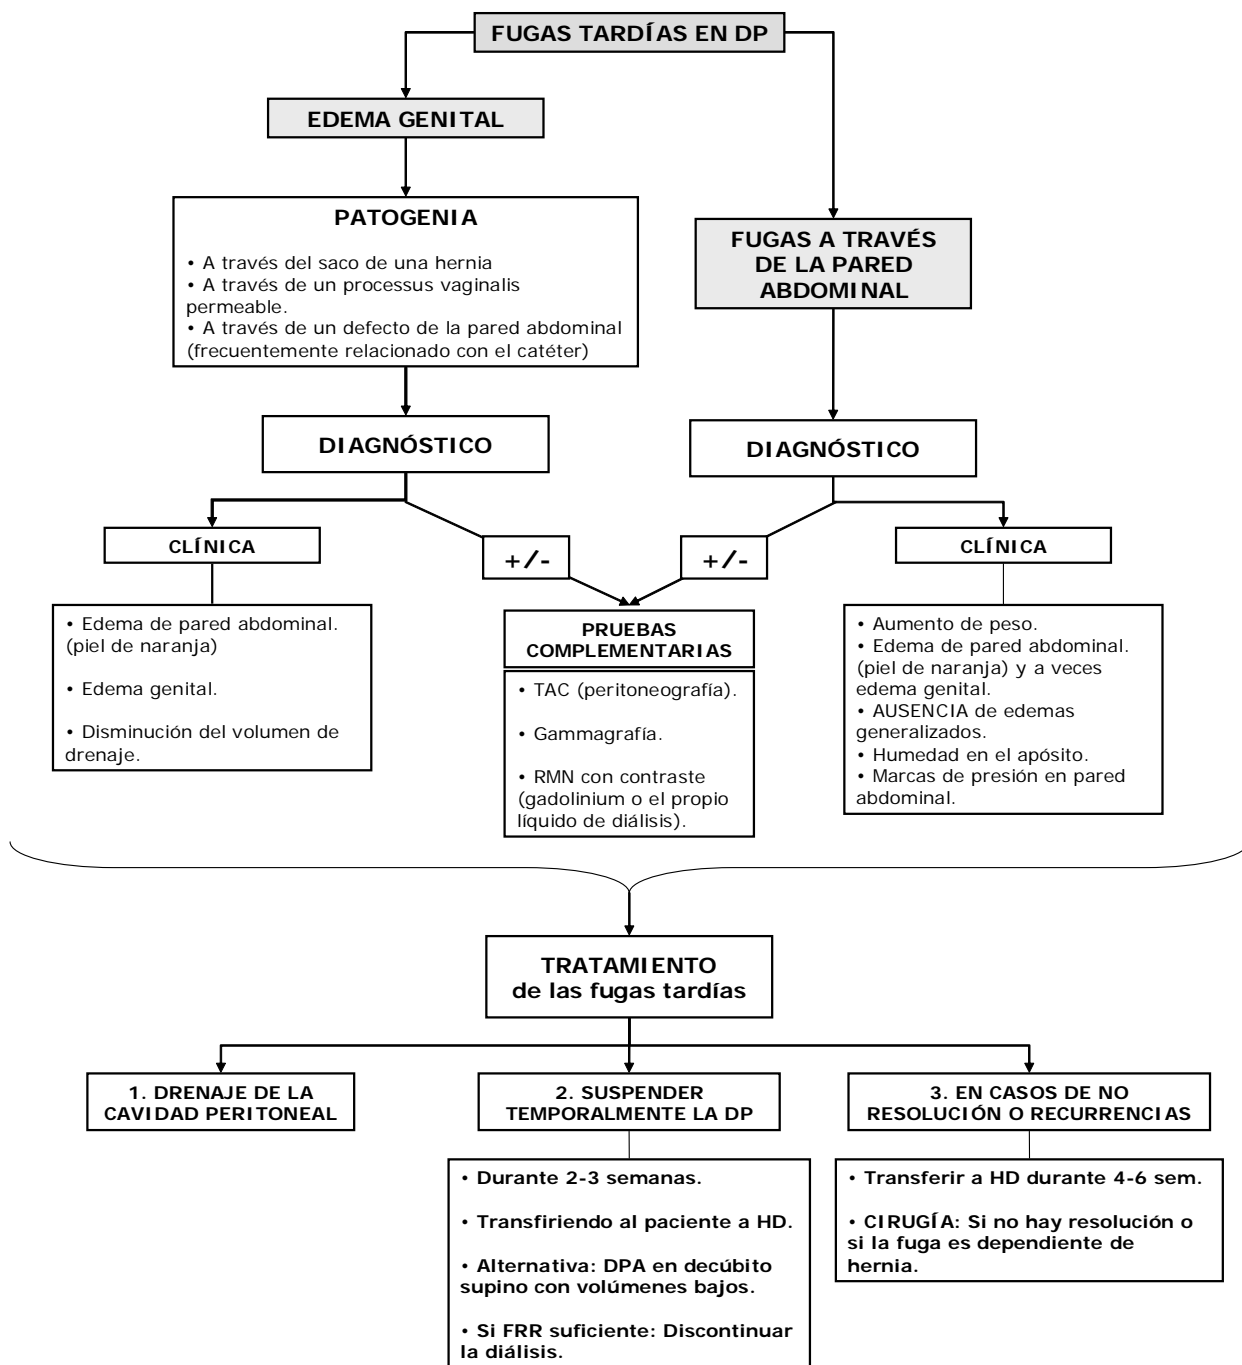 FUGAS TARDÍAS EN DP
EDEMA GENITAL
PATOGENIA
• A través del saco de una hernia
• A través de un processus vaginalis
permeable.
• A través de un defecto de la pared abdominal
(frecuentemente relacionado con el catéter)
FUGAS A TRAVÉS
DE LA PARED
ABDOMINAL
DIAGNÓSTICO
DIAGNÓSTICO
CLÍNICA
+/-
+/-
CLÍNICA
• Edema de pared abdominal.
(piel de naranja)
• Edema genital.
• Disminución del volumen de
drenaje.
PRUEBAS
COMPLEMENTARIAS
• TAC (peritoneografía).
• Gammagrafía.
• RMN con contraste
(gadolinium o el propio
líquido de diálisis).
• Aumento de peso.
• Edema de pared abdominal.
(piel de naranja) y a veces
edema genital.
• AUSENCIA de edemas
generalizados.
• Humedad en el apósito.
• Marcas de presión en pared
abdominal.
TRATAMIENTO
de las fugas tardías
1. DRENAJE DE LA
CAVIDAD PERITONEAL
2. SUSPENDER
TEMPORALMENTE LA DP
3. EN CASOS DE NO
RESOLUCIÓN O RECURRENCIAS
• Durante 2-3 semanas.
• Transfiriendo al paciente a HD.
• Alternativa: DPA en decúbito
supino con volúmenes bajos.
• Si FRR suficiente: Discontinuar
la diálisis.
• Transferir a HD durante 4-6 sem.
• CIRUGÍA: Si no hay resolución o
si la fuga es dependiente de
hernia.